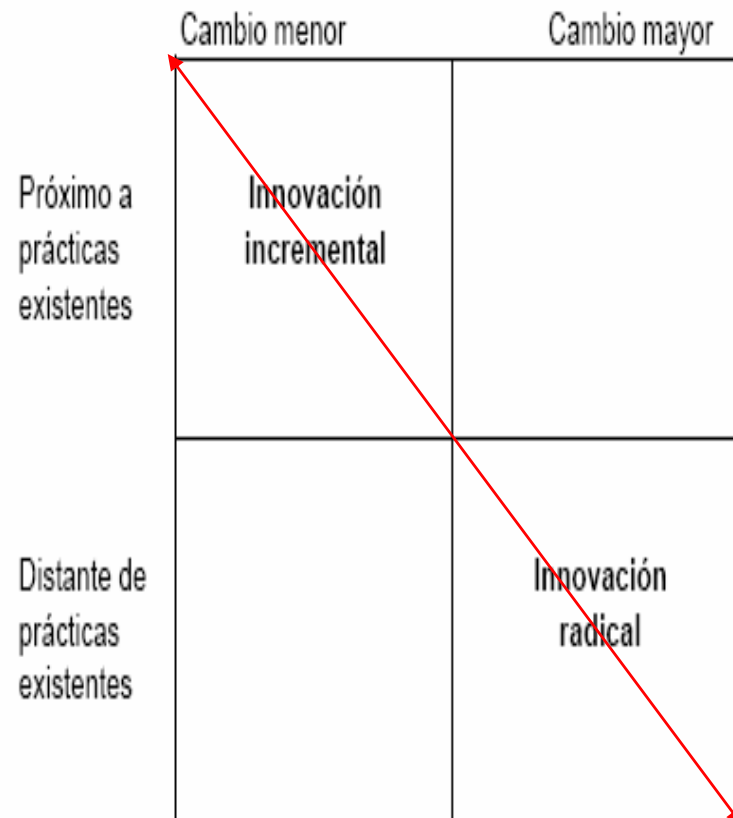 Cambio menor
Cambio mayor
Próximo a
prácticas
existentes
Innovación
incremental
Distante de
prácticas
existentes
Innovación
radical